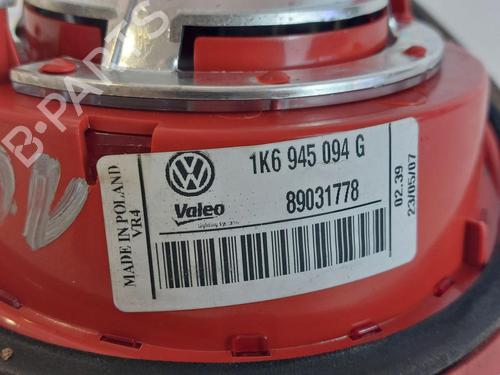 B-PARTS
MADE IN POLAND
VR4
1K6 945 094 G
Valeo
89031778
02.39
23/05/07